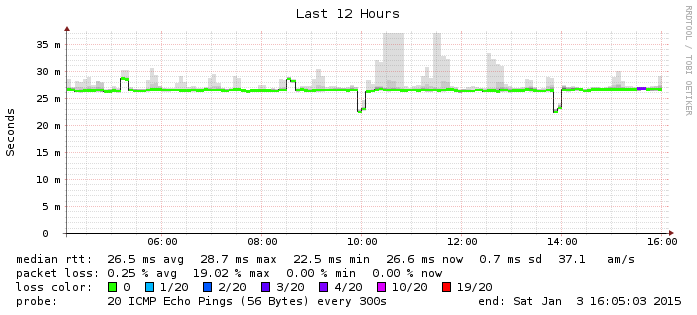 Last 12 Hours
RRDTOOL / TOBI OETIKER
Seconds
35 m
30 m
25 m
20 m
15 m
10 m
5 m
0
06:00 08:00 10:00 12:00 14:00 16:00
median rtt: 26.5 ms avg 28.7 ms max 22.5 ms min 26.6 ms now 0.7 ms sd 37.1 am/s
packet loss: 0.25 % avg 19.02 % max 0.00 % min 0.00 % now
loss color: 0 1/20 2/20 3/20 4/20 10/20 19/20
probe: 20 ICMP Echo Pings (56 Bytes) every 300s end: Sat Jan 3 16:05:03 2015